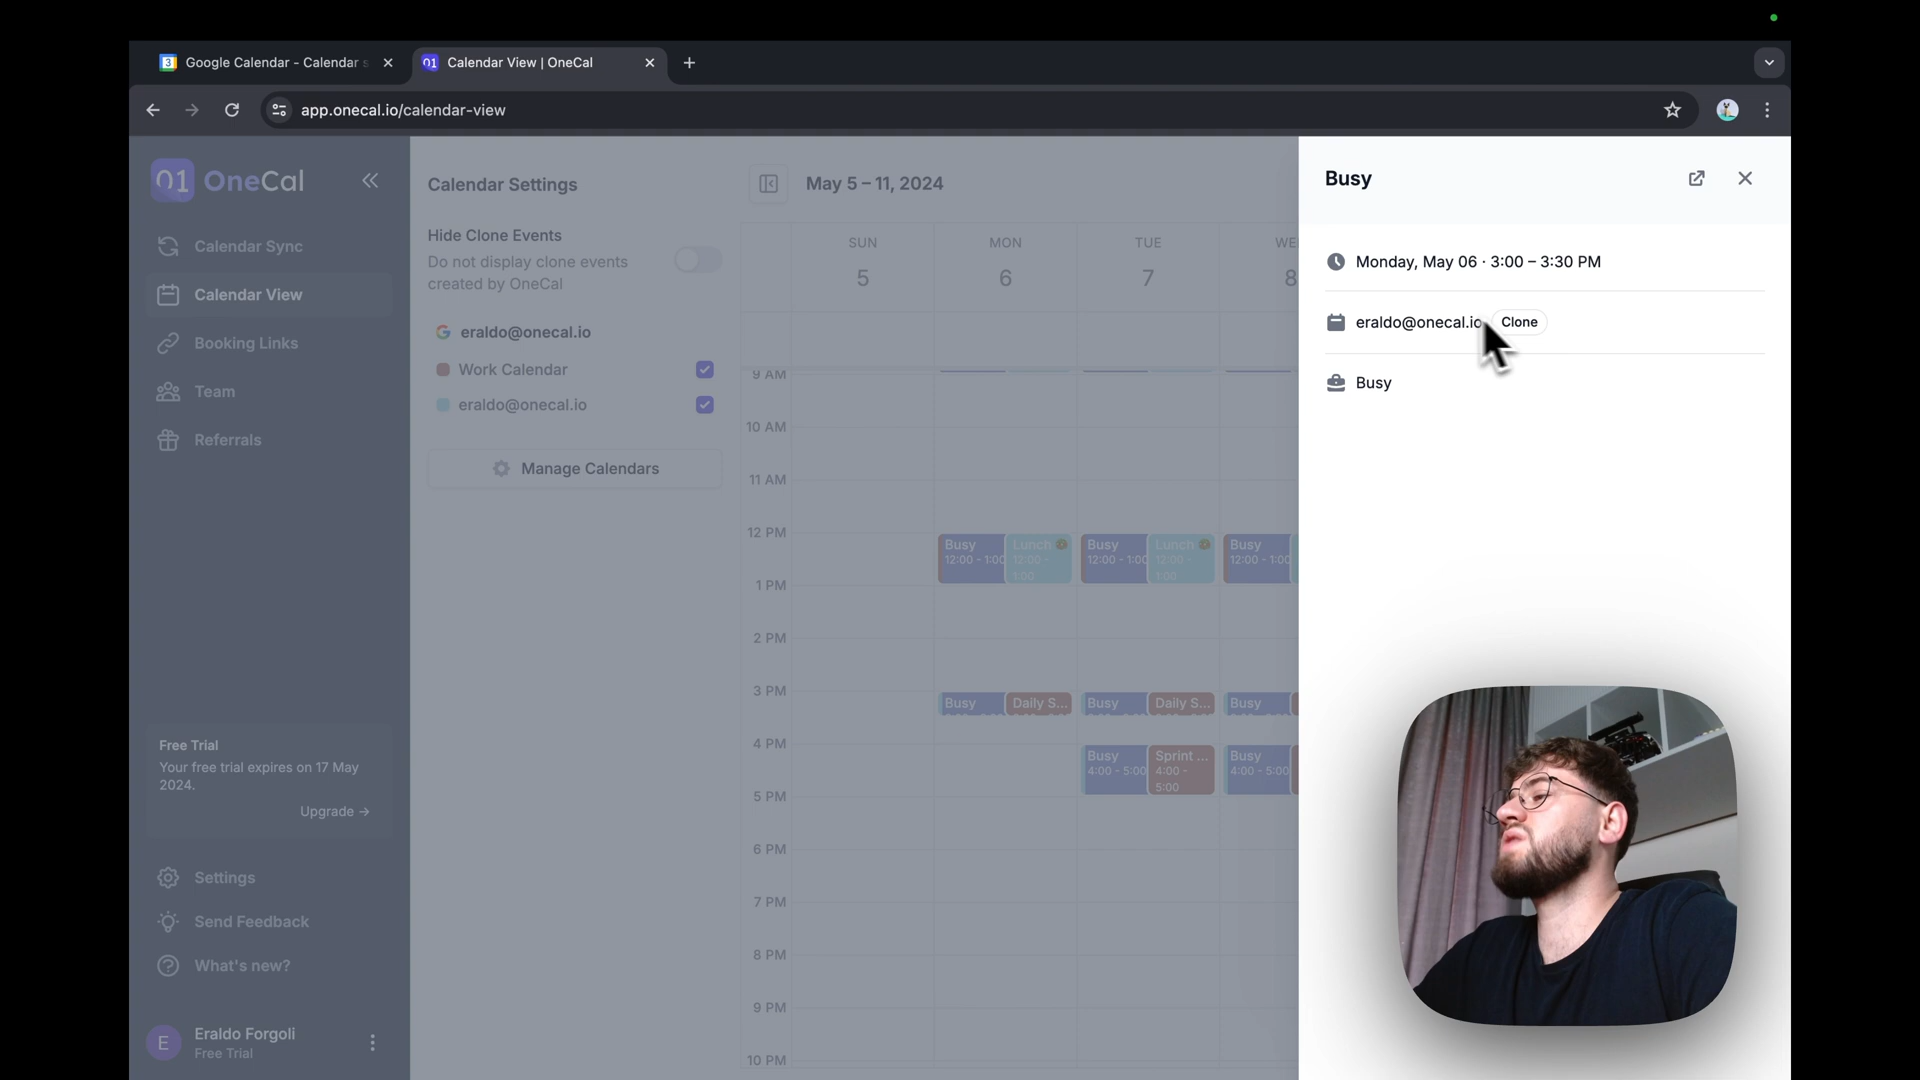 Google Calendar - Calendar s
Calendar View | OneCal
app.onecal.io/calendar-view
01 OneCal
Calendar Sync
Calendar View
Booking Links
Team
Referrals
Free Trial
Your free trial expires on 17 May
2024.
Upgrade →
Settings
Send Feedback
What's new?
E
Eraldo Forgoli
Free Trial
Calendar Settings
Hide Clone Events
Do not display clone events
created by OneCal
eraldo@onecal.io
Work Calendar
eraldo@onecal.io
Manage Calendars
May 5 – 11, 2024
SUN MON TUE WE
5 6 7 8
9 AM
10 AM
11 AM
12 PM
Busy Lunch Busy Lunch Busy
12:00 - 1:00 12:00 - 12:00 - 1:00 12:00 - 12:00 - 1:00
1:00 1:00
1 PM
2 PM
3 PM
Busy Daily S... Busy Daily S... Busy
4 PM
Busy Sprint ... Busy
4:00 - 5:00 4:00 - 4:00 - 5:00
5:00
5 PM
6 PM
7 PM
8 PM
9 PM
10 PM
Busy
Monday, May 06 · 3:00 – 3:30 PM
eraldo@onecal.io Clone
Busy